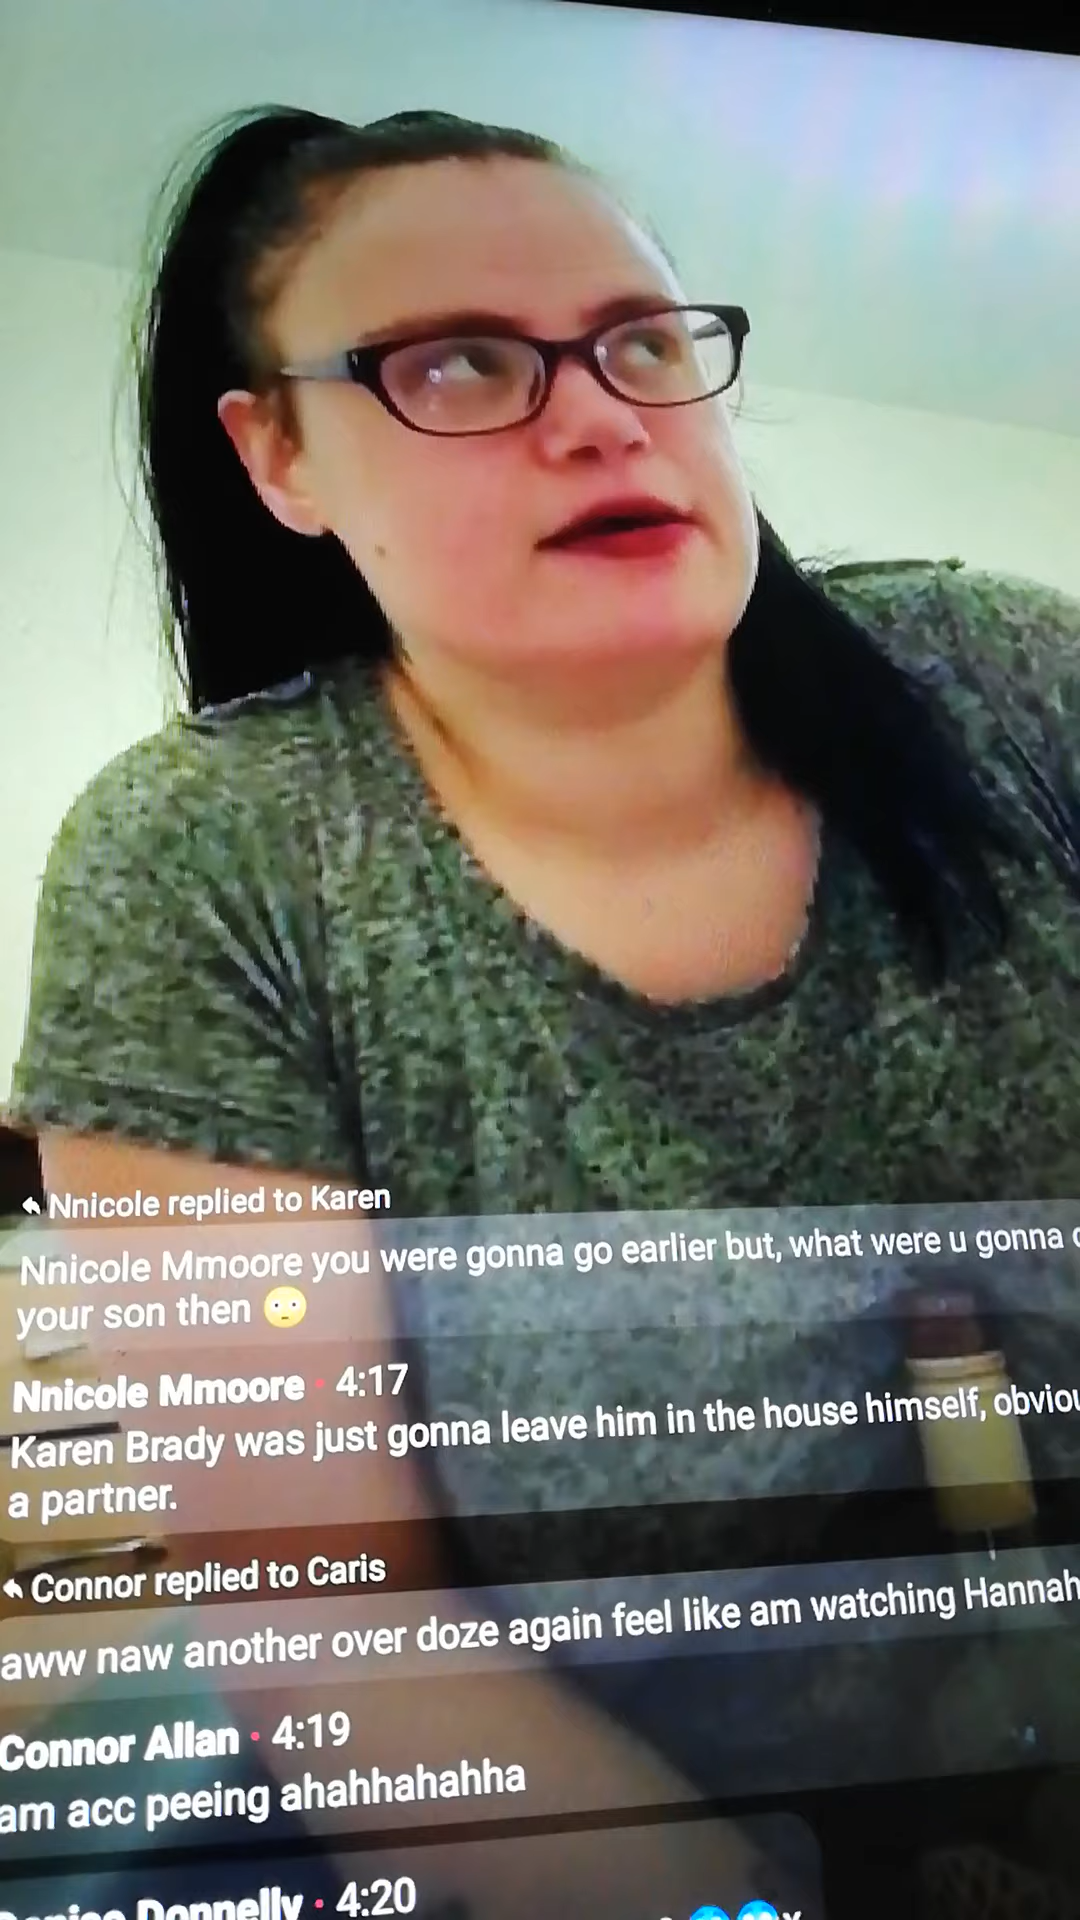 Nnicole replied to Karen
Nnicole Mmoore you were gonna go earlier but, what were u gonna
your son then 😳
Nnicole Mmoore · 4:17
Karen Brady was just gonna leave him in the house himself,
a partner.
Connor replied to Caris
aww naw another over doze again feel like am watching Hannah
Connor Allan · 4:19
am acc peeing ahahhahahha
Donnelly · 4:20